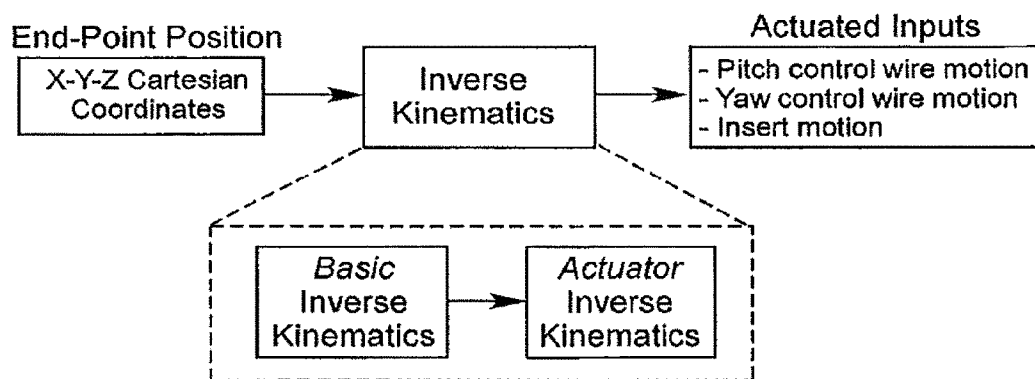 End-Point Position
X-Y-Z Cartesian
Coordinates
Inverse
Kinematics
Actuated Inputs
- Pitch control wire motion
- Yaw control wire motion
- Insert motion
Basic
Inverse
Kinematics
Actuator
Inverse
Kinematics